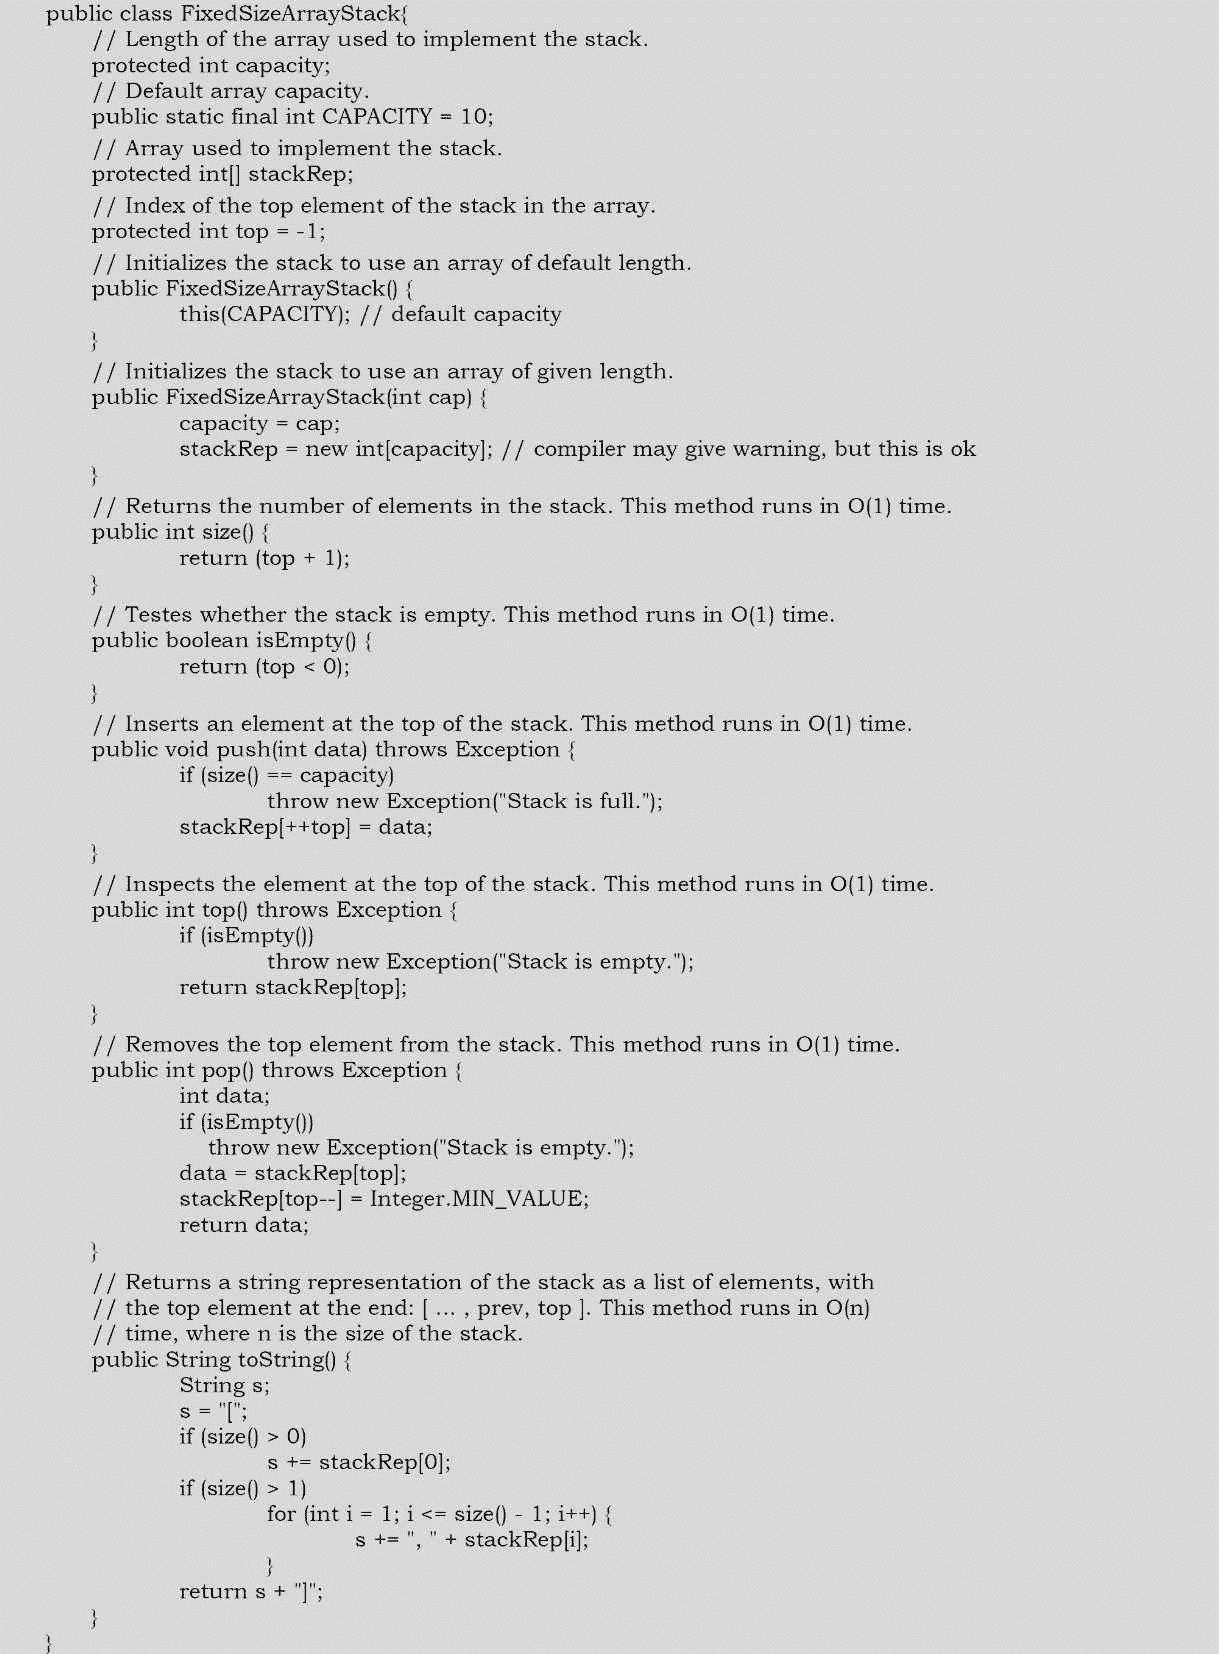 public class FixedSizeArrayStack{
// Length of the array used to implement the stack.
protected int capacity;
// Default array capacity.
public static final int CAPACITY = 10;
// Array used to implement the stack.
protected int[] stackRep;
// Index of the top element of the stack in the array.
protected int top = -1;
// Initializes the stack to use an array of default length.
public FixedSizeArrayStack() {
this(CAPACITY); // default capacity
}
// Initializes the stack to use an array of given length.
public FixedSizeArrayStack(int cap) {
capacity = cap;
stackRep = new int[capacity]; // compiler may give warning, but this is ok
}
// Returns the number of elements in the stack. This method runs in O(1) time.
public int size() {
return (top + 1);
}
// Testes whether the stack is empty. This method runs in O(1) time.
public boolean isEmpty() {
return (top < 0);
}
// Inserts an element at the top of the stack. This method runs in O(1) time.
public void push(int data) throws Exception {
if (size() == capacity)
throw new Exception("Stack is full.");
stackRep[++top] = data;
}
// Inspects the element at the top of the stack. This method runs in O(1) time.
public int top() throws Exception {
if (isEmpty())
throw new Exception("Stack is empty.");
return stackRep[top];
}
// Removes the top element from the stack. This method runs in O(1) time.
public int pop() throws Exception {
int data;
if (isEmpty())
throw new Exception("Stack is empty.");
data = stackRep[top];
stackRep[top--] = Integer.MIN_VALUE;
return data;
}
// Returns a string representation of the stack as a list of elements, with
// the top element at the end: [ ... , prev, top ]. This method runs in O(n)
// time, where n is the size of the stack.
public String toString() {
String s;
s = "[";
if (size() > 0)
s += stackRep[0];
if (size() > 1)
for (int i = 1; i <= size() - 1; i++) {
s += ", " + stackRep[i];
}
return s + "]";
}
}